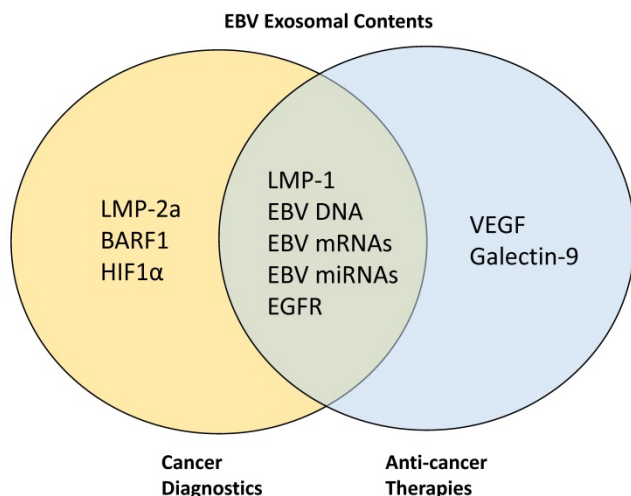 EBV Exosomal Contents
LMP-2a
BARF1
HIF1α
LMP-1
EBV DNA
EBV mRNAs
EBV miRNAs
EGFR
VEGF
Galectin-9
Cancer
Diagnostics
Anti-cancer
Therapies